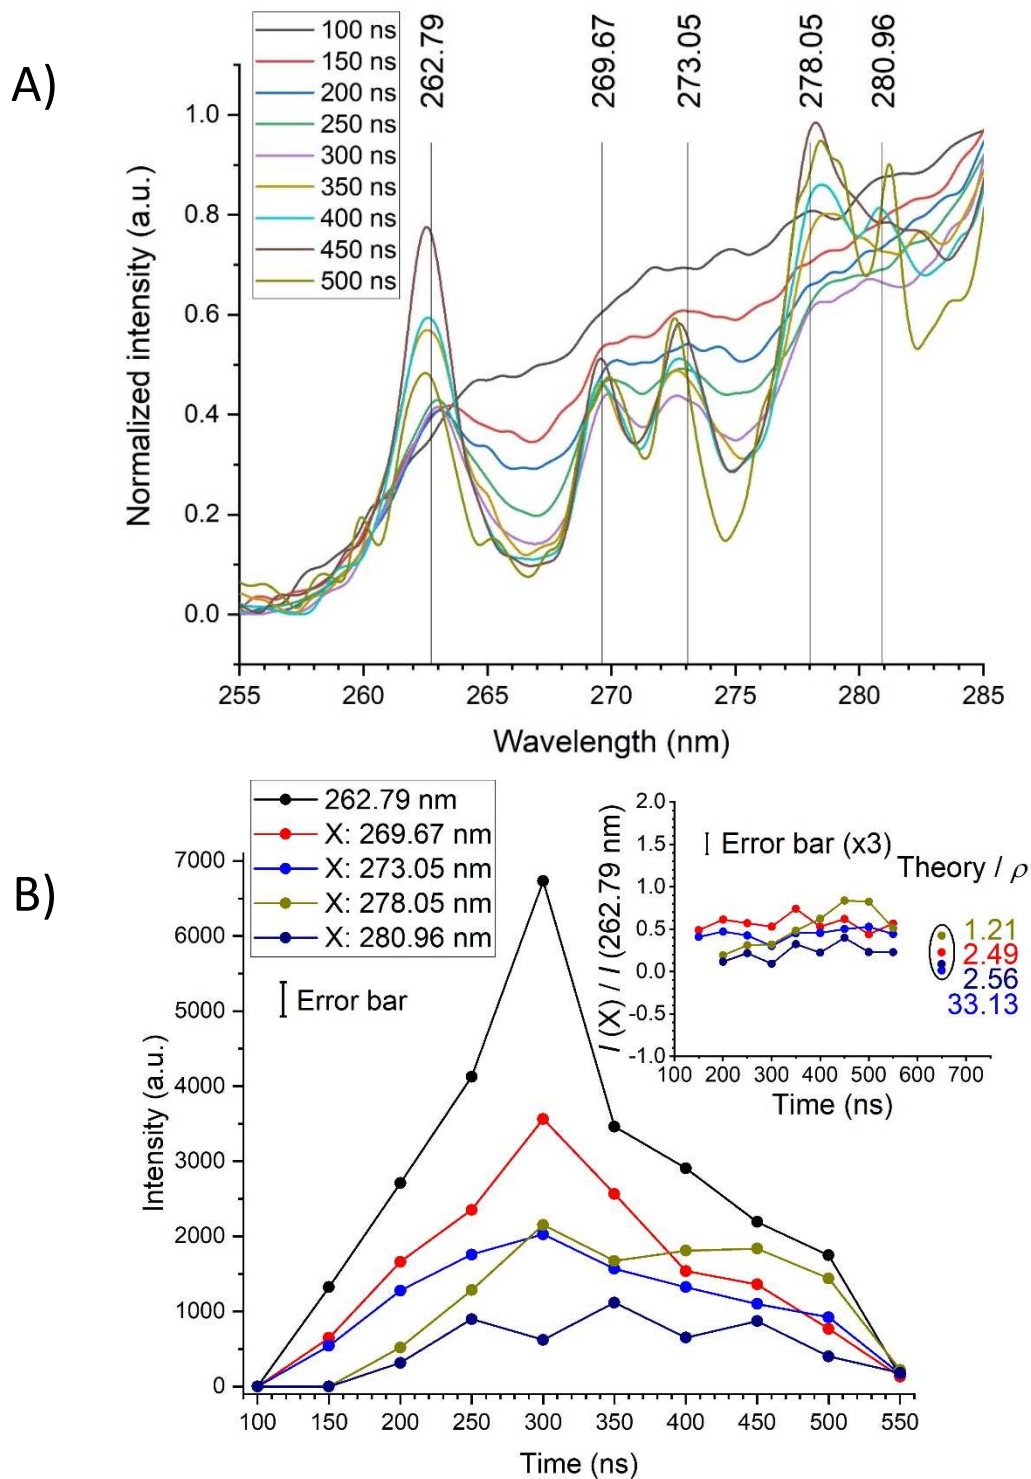 A)
100 ns
150 ns
200 ns
250 ns
300 ns
350 ns
400 ns
450 ns
500 ns
262.79
269.67
273.05
278.05
280.96
Normalized intensity (a.u.)
1.0
0.8
0.6
0.4
0.2
0.0
255 260 265 270 275 280 285
Wavelength (nm)
B)
262.79 nm
X: 269.67 nm
X: 273.05 nm
X: 278.05 nm
X: 280.96 nm
Error bar
Intensity (a.u.)
7000
6000
5000
4000
3000
2000
1000
0
100 150 200 250 300 350 400 450 500 550
Time (ns)
I (X) / I (262.79 nm)
2.0
1.5
1.0
0.5
0.0
-0.5
-1.0
Error bar (x3)
Theory / ρ
1.21
2.49
2.56
33.13
100 200 300 400 500 600 700
Time (ns)